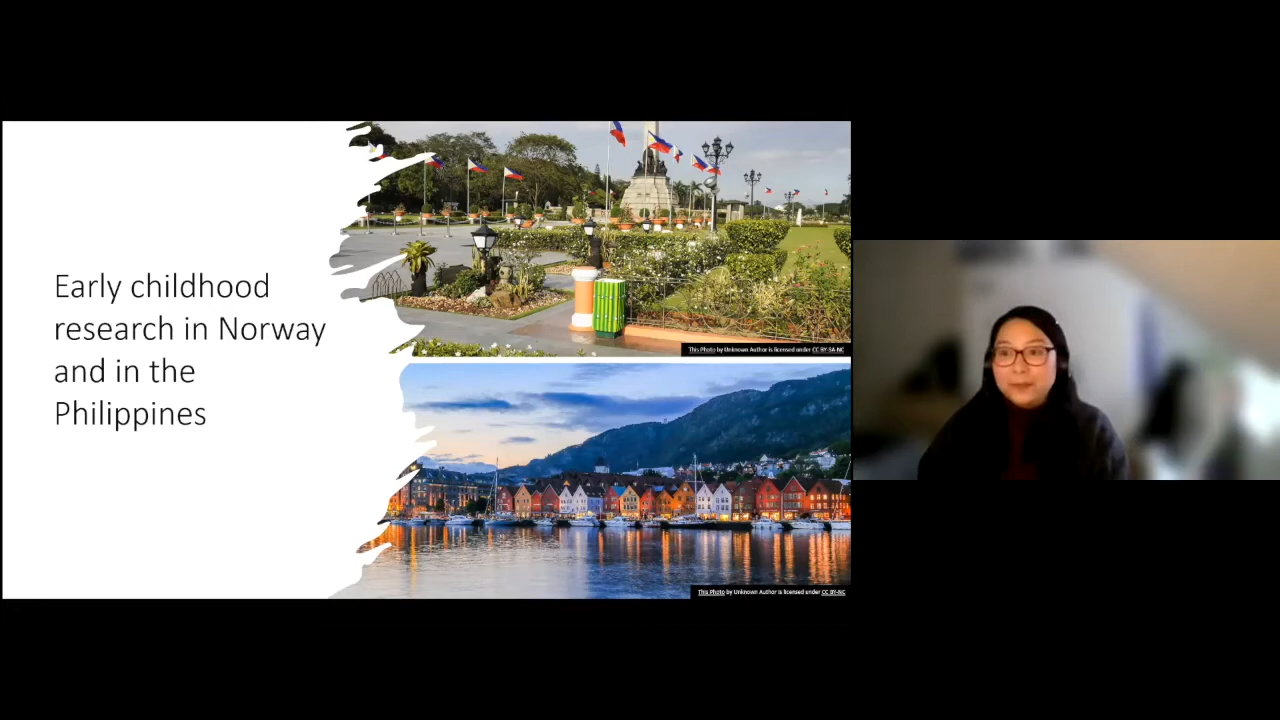 Early childhood
research in Norway
and in the
Philippines
This Photo by Unknown Author is licensed under CC BY-SA-NC
This Photo by Unknown Author is licensed under CC BY-NC